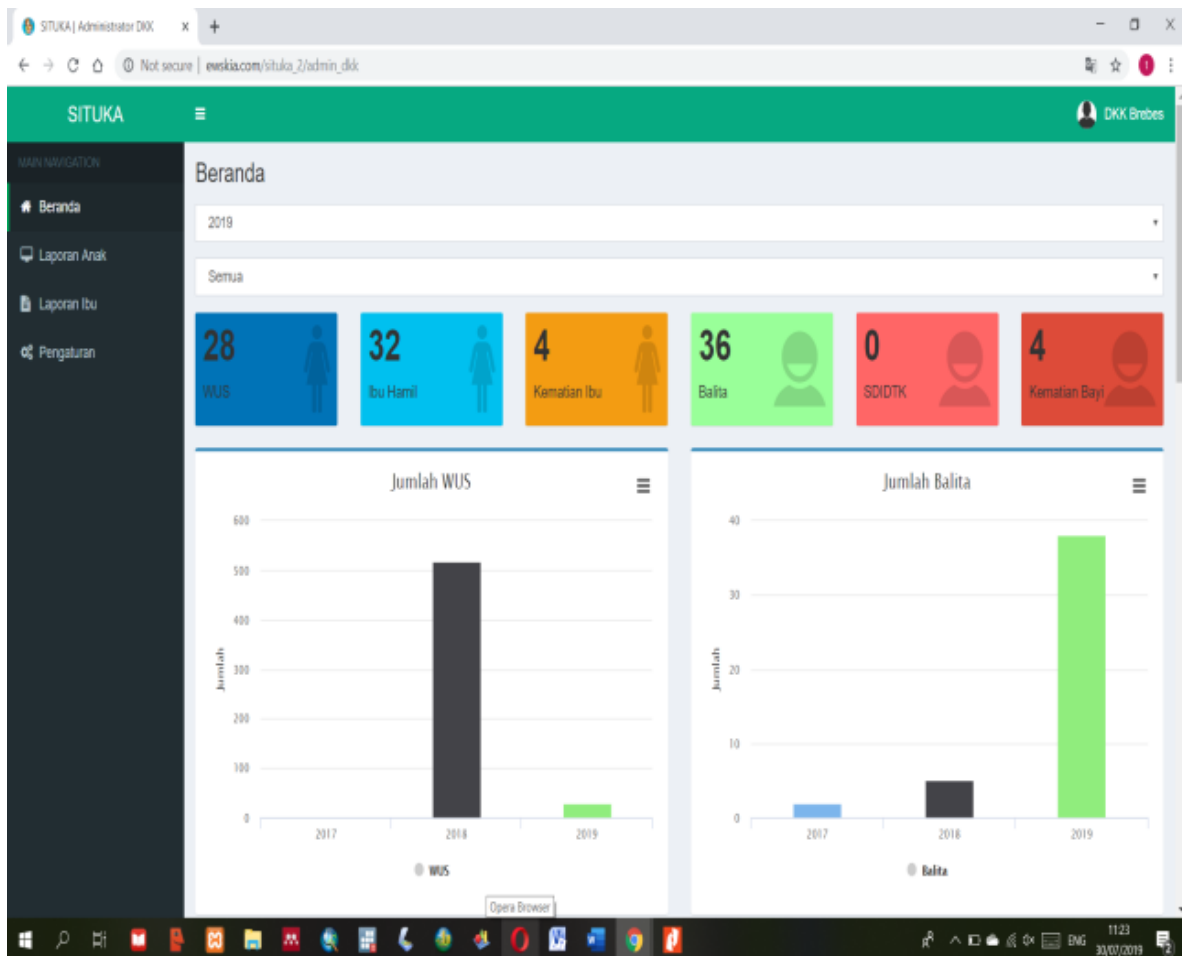 SITUKA | Administrator DKK
Not secure | ewskia.com/situka_2/admin_dkk
SITUKA
DKK Brebes
MAIN NAVIGATION
Beranda
Laporan Anak
Laporan Ibu
Pengaturan
Beranda
2019
Semua
28
WUS
32
Ibu Hamil
4
Kematian Ibu
36
Balita
0
SDIDTK
4
Kematian Bayi
Jumlah WUS
600
500
400
300
200
100
0
Jumlah
2017 2018 2019
WUS
Jumlah Balita
40
30
20
10
0
Jumlah
2017 2018 2019
Balita
Opera Browser
ENG
11:23
30/07/2019